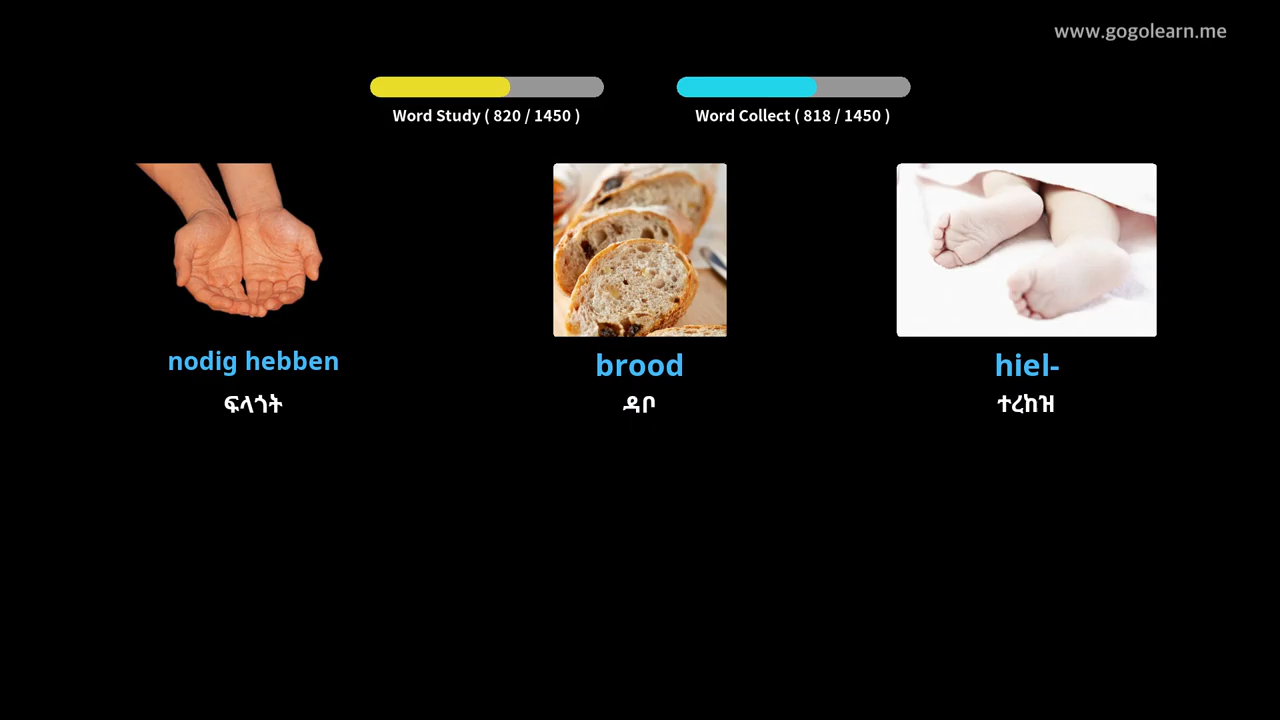 www.gogolearn.me
Word Study ( 820 / 1450 )
Word Collect ( 818 / 1450 )
nodig hebben
brood
hiel-
ፍላጎት
ዳቦ
ተረከዝ